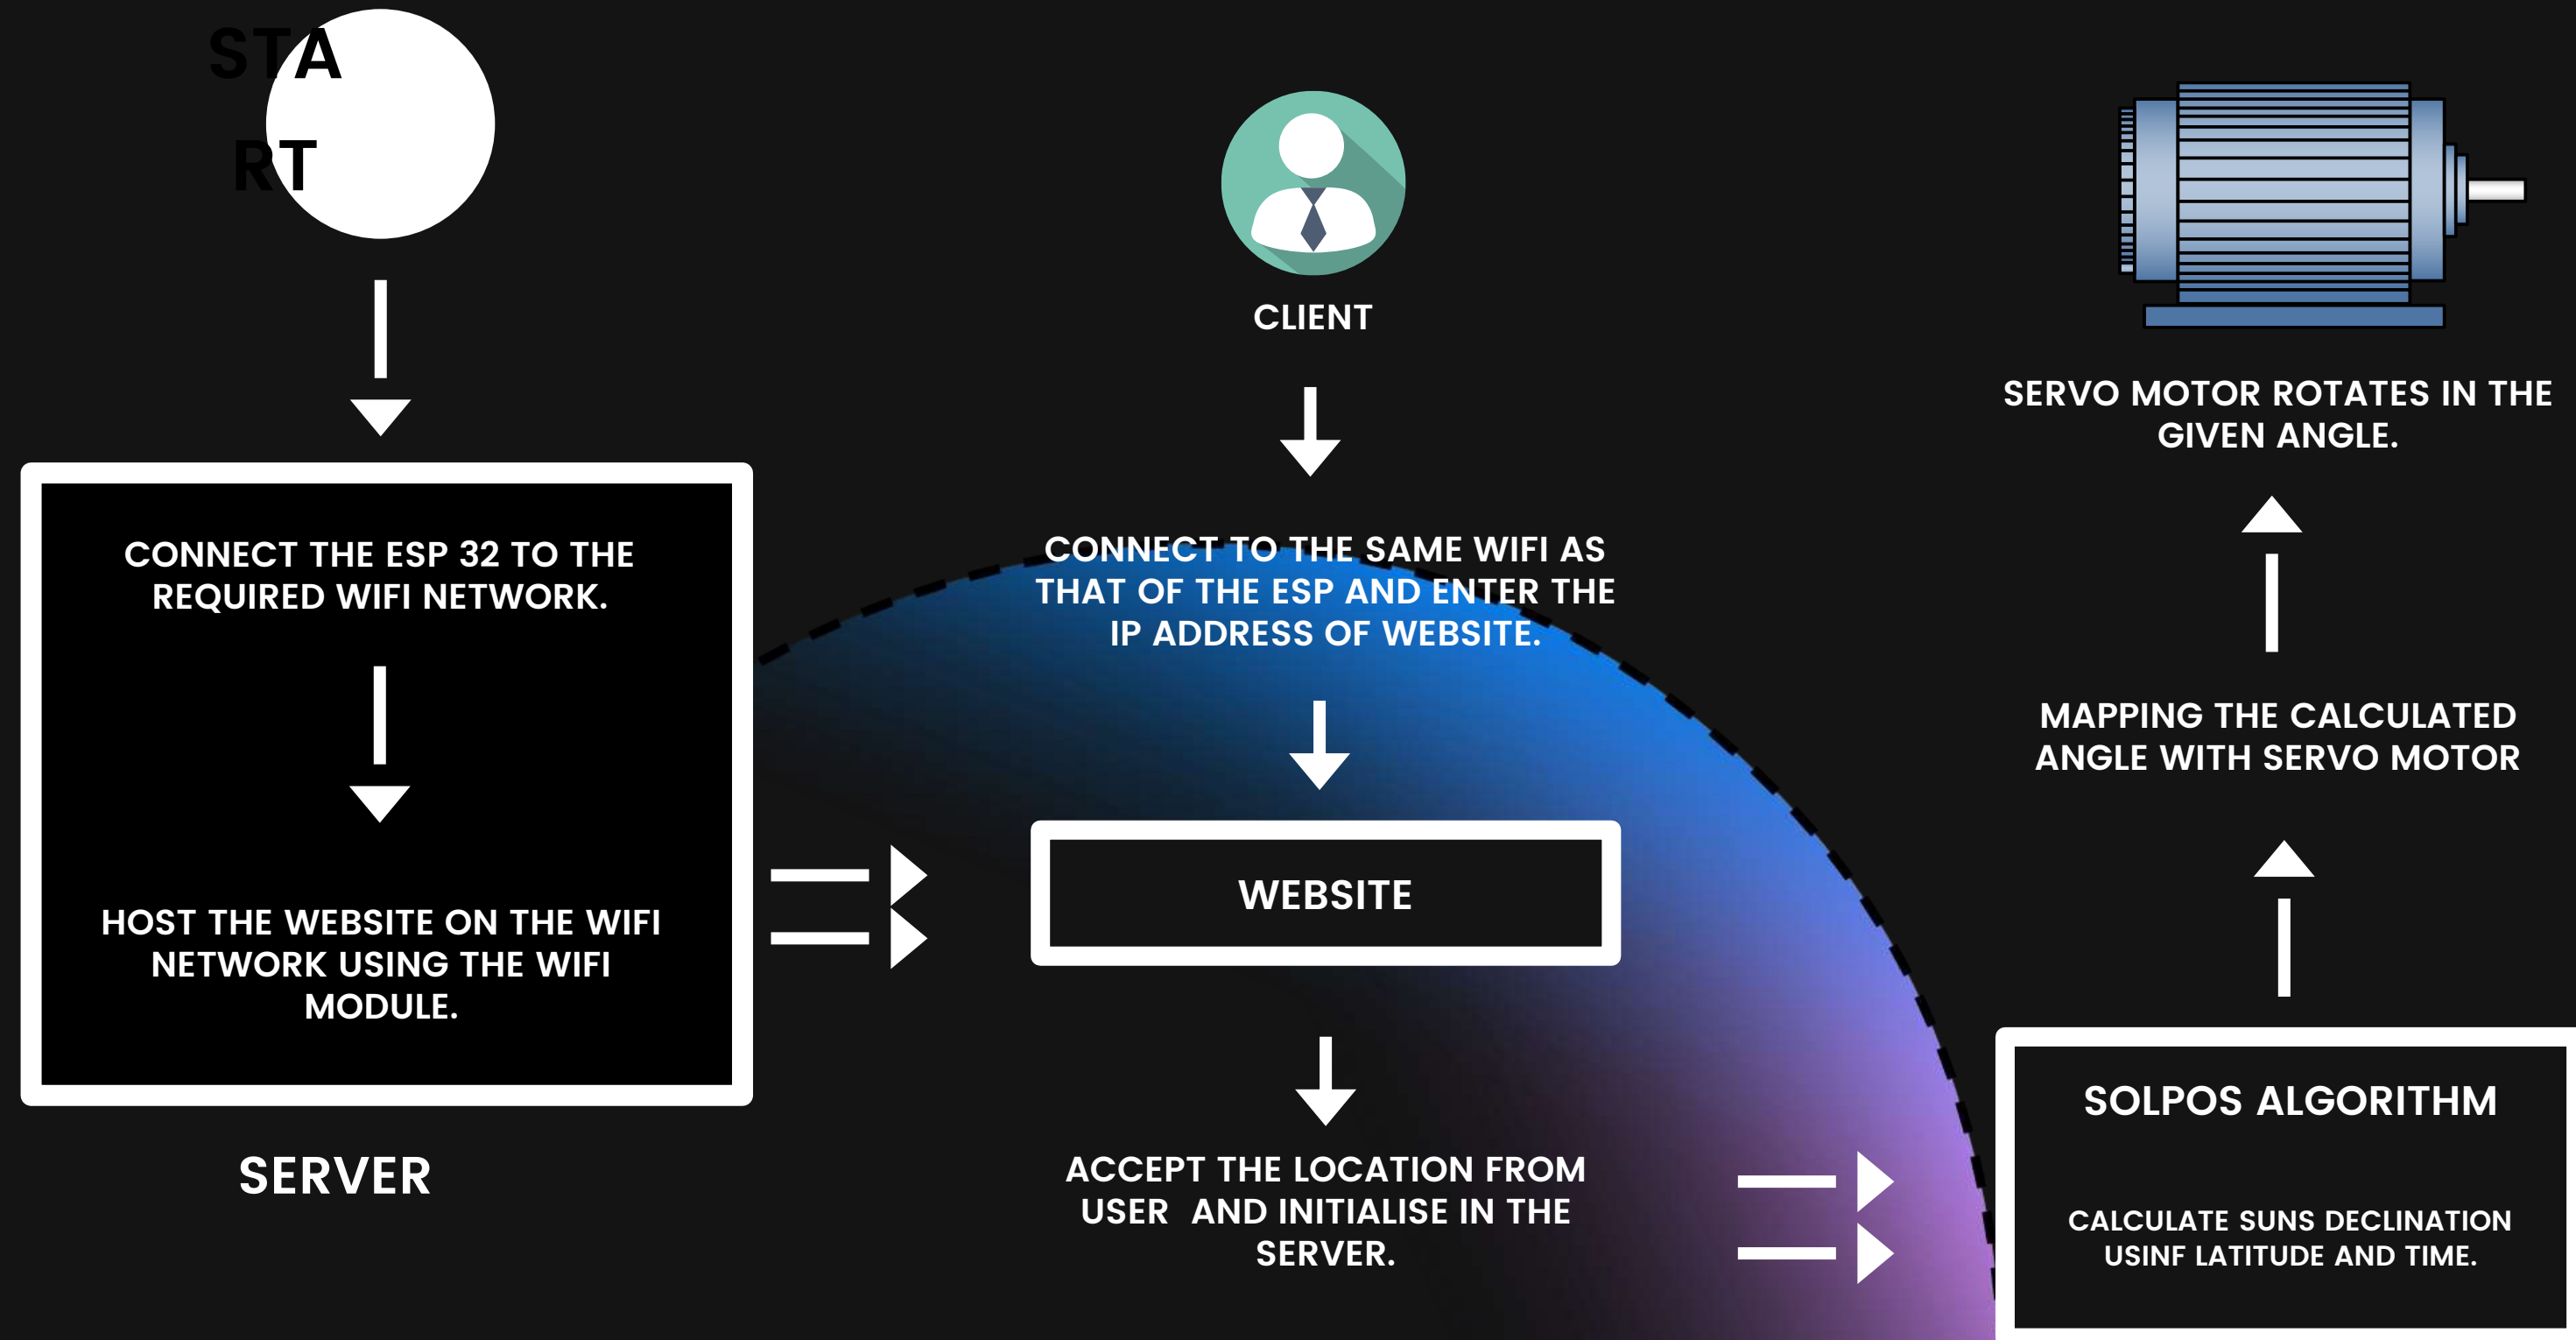 STA
RT
CONNECT THE ESP 32 TO THE
REQUIRED WIFI NETWORK.
HOST THE WEBSITE ON THE WIFI
NETWORK USING THE WIFI
MODULE.
SERVER
CLIENT
CONNECT TO THE SAME WIFI AS
THAT OF THE ESP AND ENTER THE
IP ADDRESS OF WEBSITE.
WEBSITE
ACCEPT THE LOCATION FROM
USER  AND INITIALISE IN THE
SERVER.
SOLPOS ALGORITHM
CALCULATE SUNS DECLINATION
USINF LATITUDE AND TIME.
MAPPING THE CALCULATED
ANGLE WITH SERVO MOTOR
SERVO MOTOR ROTATES IN THE
GIVEN ANGLE.